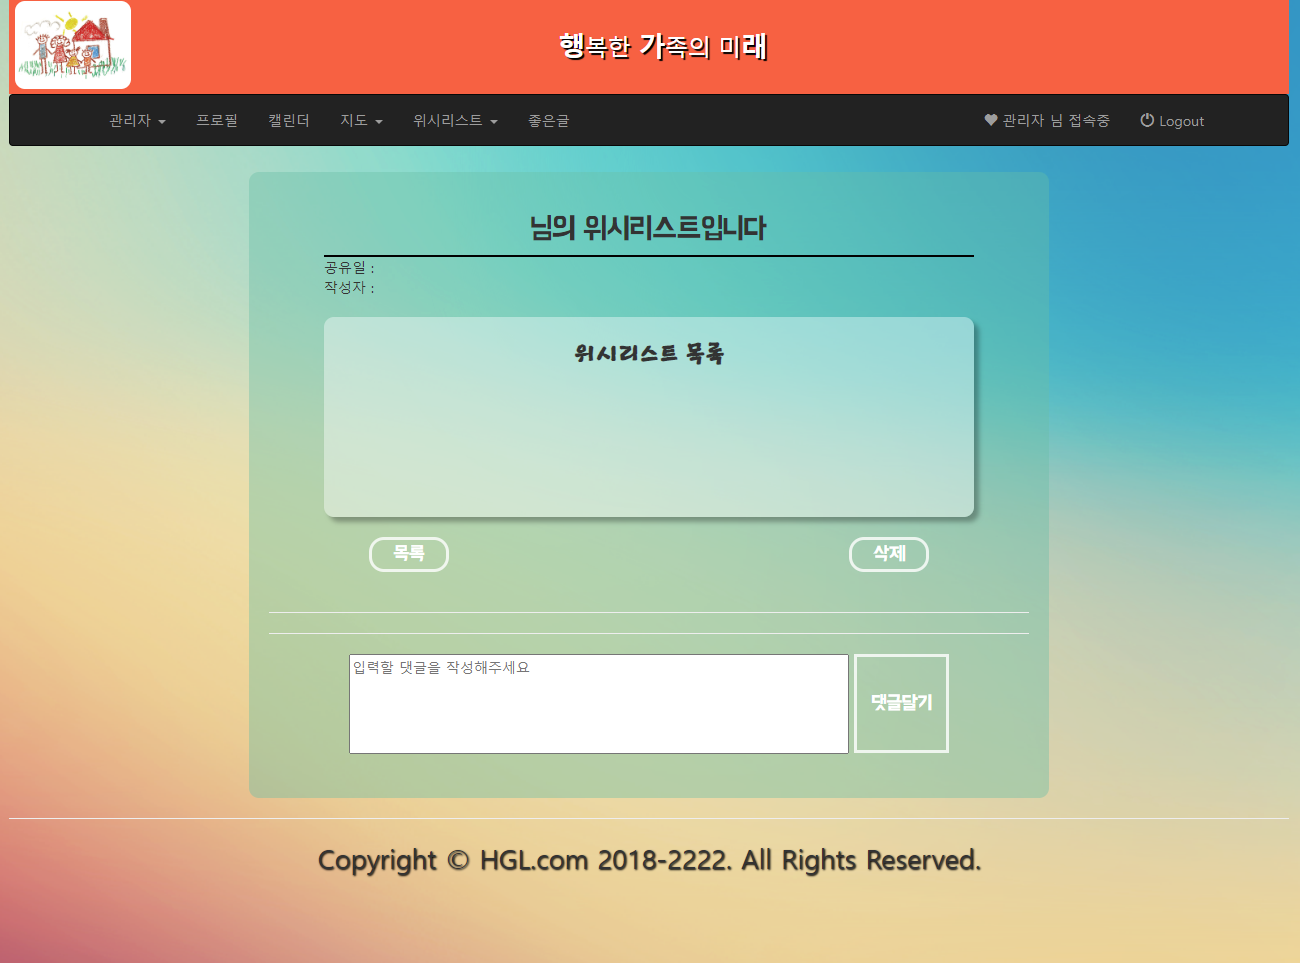 행복한 가족의 미래
관리자 프로필 캘린더 지도 위시리스트 좋은글 관리자 님 접속중 Logout
님의 위시리스트입니다
공유일 :
작성자 :
위시리스트 목록
목록 삭제
입력할 댓글을 작성해주세요
댓글달기
Copyright © HGL.com 2018-2222. All Rights Reserved.